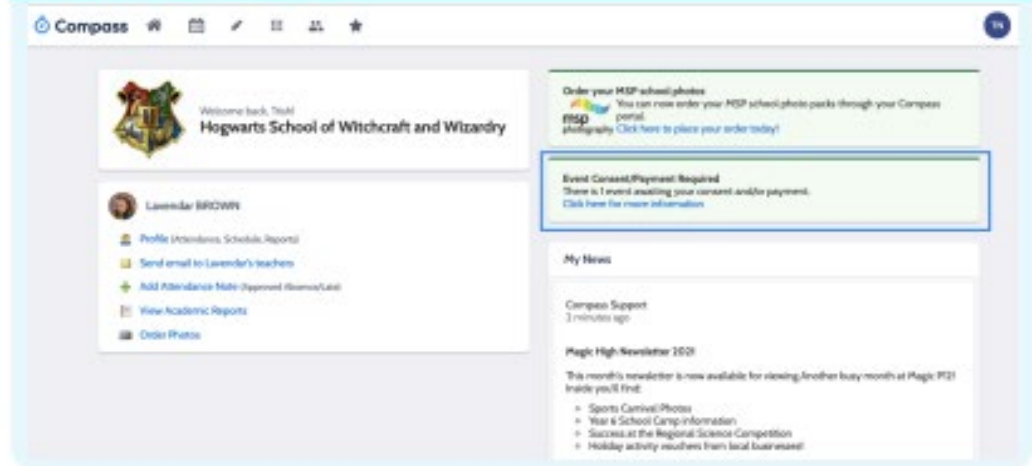 Compass
TN
Welcome back, Trish!
Hogwarts School of Witchcraft and Wizardry
Lavendar BROWN
Profile (Attendance, Schedule, Reports)
Send email to Lavendar's teachers
Add Attendance Note (Approved Absence/Late)
View Academic Reports
Order Photos
Order your MSP school photos
You can now order your MSP school photo packs through your Compass
portal.
msp
photography Click here to place your order today!
Event Consent/Payment Required
There is 1 event awaiting your consent and/or payment.
Click here for more information
My News
Compass Support
2 minutes ago
Magic High Newsletter 2021
This month's newsletter is now available for viewing. Another busy month at Magic P12!
Inside you'll find:
Sports Carnival Photos
Year 6 School Camp information
Success at the Regional Science Competition
Holiday activity vouchers from local businesses!